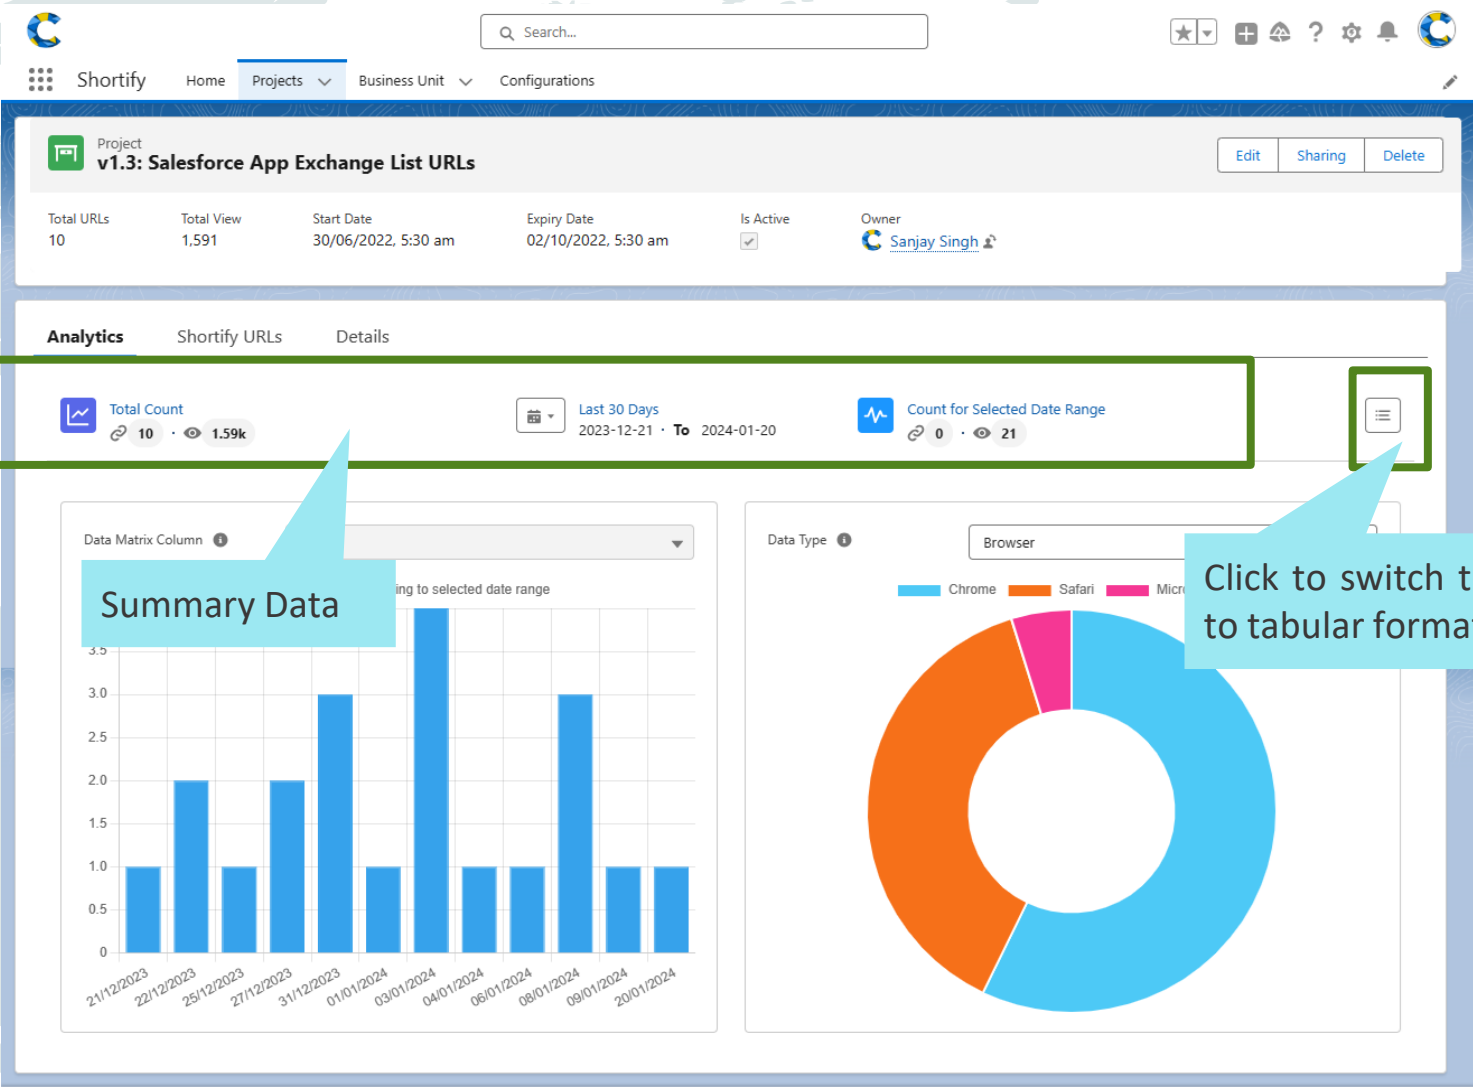 Search...
Shortify Home Projects Business Unit Configurations
Project
v1.3: Salesforce App Exchange List URLs
Edit Sharing Delete
Total URLs Total View Start Date Expiry Date Is Active Owner
10 1,591 30/06/2022, 5:30 am 02/10/2022, 5:30 am Sanjay Singh
Analytics Shortify URLs Details
Total Count Last 30 Days Count for Selected Date Range
10 · 1.59k 2023-12-21 · To 2024-01-20 0 · 21
Data Matrix Column Data Type Browser
Summary Data
ing to selected date range
Chrome Safari Micr
Click to switch t
to tabular format
3.5
3.0
2.5
2.0
1.5
1.0
0.5
0
21/12/2023 22/12/2023 25/12/2023 27/12/2023 31/12/2023 01/01/2024 03/01/2024 04/01/2024 06/01/2024 08/01/2024 09/01/2024 20/01/2024